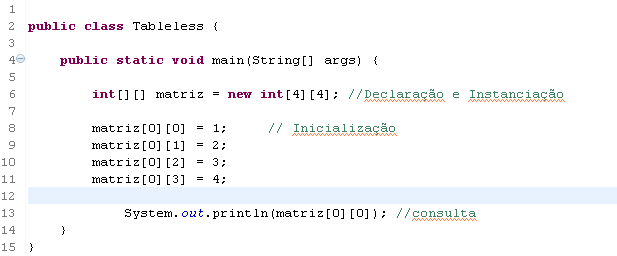 1
2 public class Tableless {
3
4 public static void main(String[] args) {
5
6 int[][] matriz = new int[4][4]; //Declaração e Instanciação
7
8 matriz[0][0] = 1; // Inicialização
9 matriz[0][1] = 2;
10 matriz[0][2] = 3;
11 matriz[0][3] = 4;
12
13 System.out.println(matriz[0][0]); //consulta
14 }
15 }